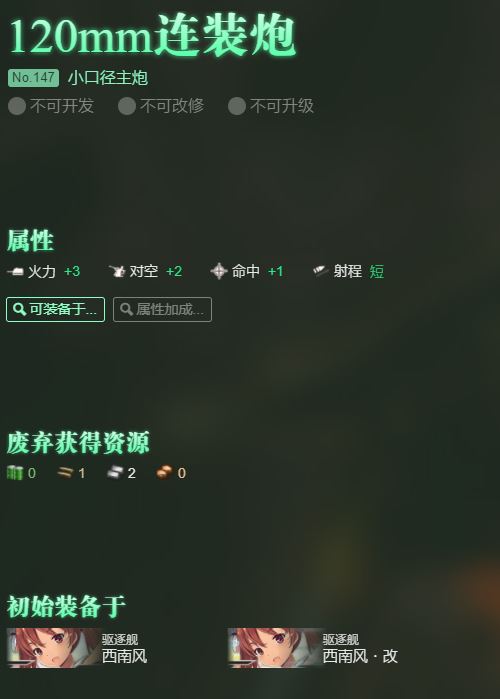 120mm连装炮
No.147 小口径主炮
不可开发 不可改修 不可升级
属性
火力 +3 对空 +2 命中 +1 射程 短
可装备于... 属性加成...
废弃获得资源
0 1 2 0
初始装备于
驱逐舰 驱逐舰
西南风 西南风·改